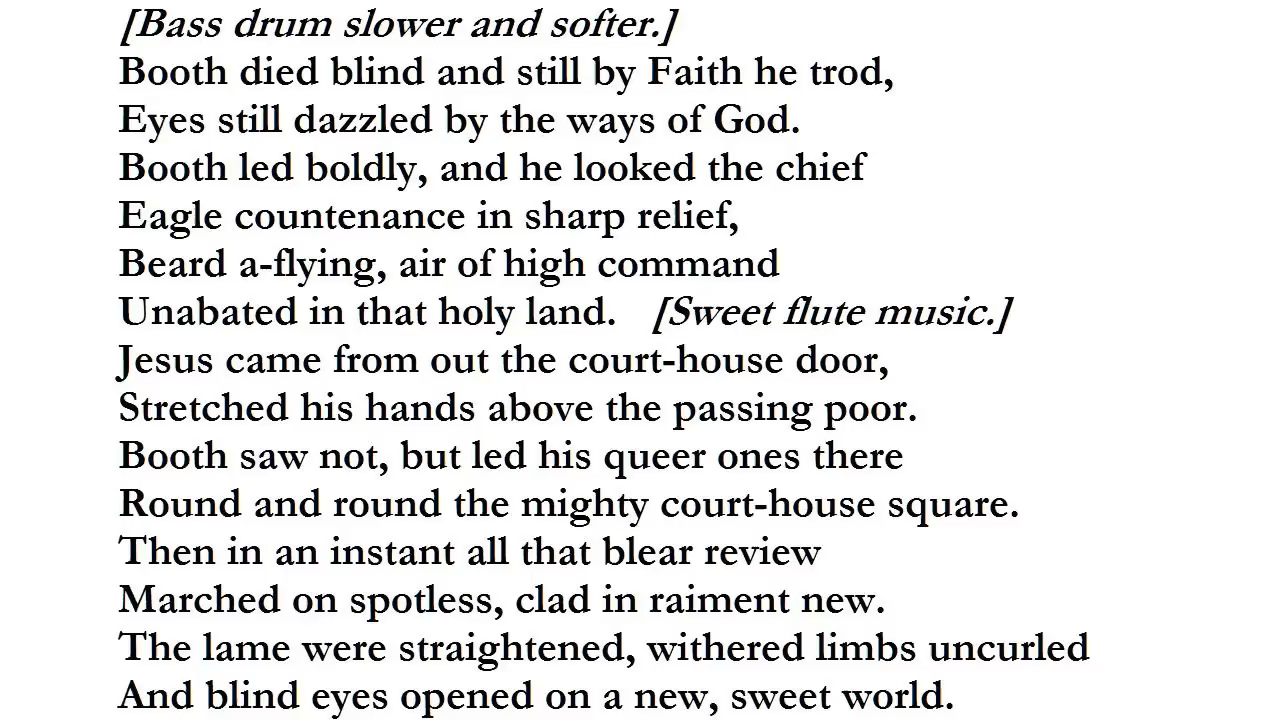 [Bass drum slower and softer.]
Booth died blind and still by Faith he trod,
Eyes still dazzled by the ways of God.
Booth led boldly, and he looked the chief
Eagle countenance in sharp relief,
Beard a-flying, air of high command
Unabated in that holy land. [Sweet flute music.]
Jesus came from out the court-house door,
Stretched his hands above the passing poor.
Booth saw not, but led his queer ones there
Round and round the mighty court-house square.
Then in an instant all that blear review
Marched on spotless, clad in raiment new.
The lame were straightened, withered limbs uncurled
And blind eyes opened on a new, sweet world.